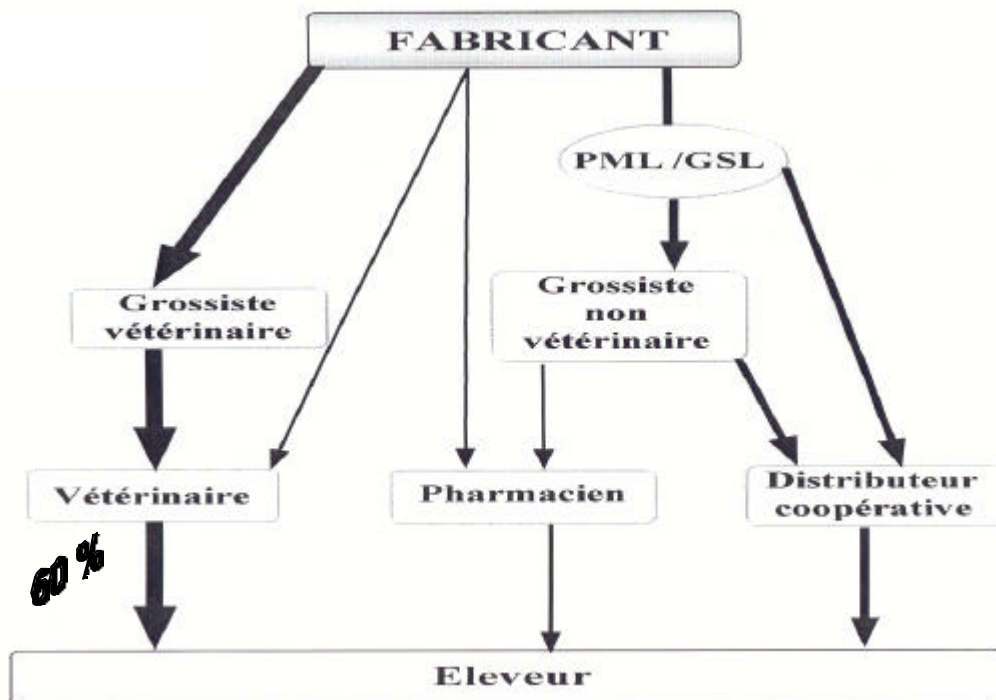 FABRICANT
PML /GSL
Grossiste
vétérinaire
Grossiste
non
vétérinaire
Vétérinaire
Pharmacien
Distributeur
coopérative
60 %
Eleveur